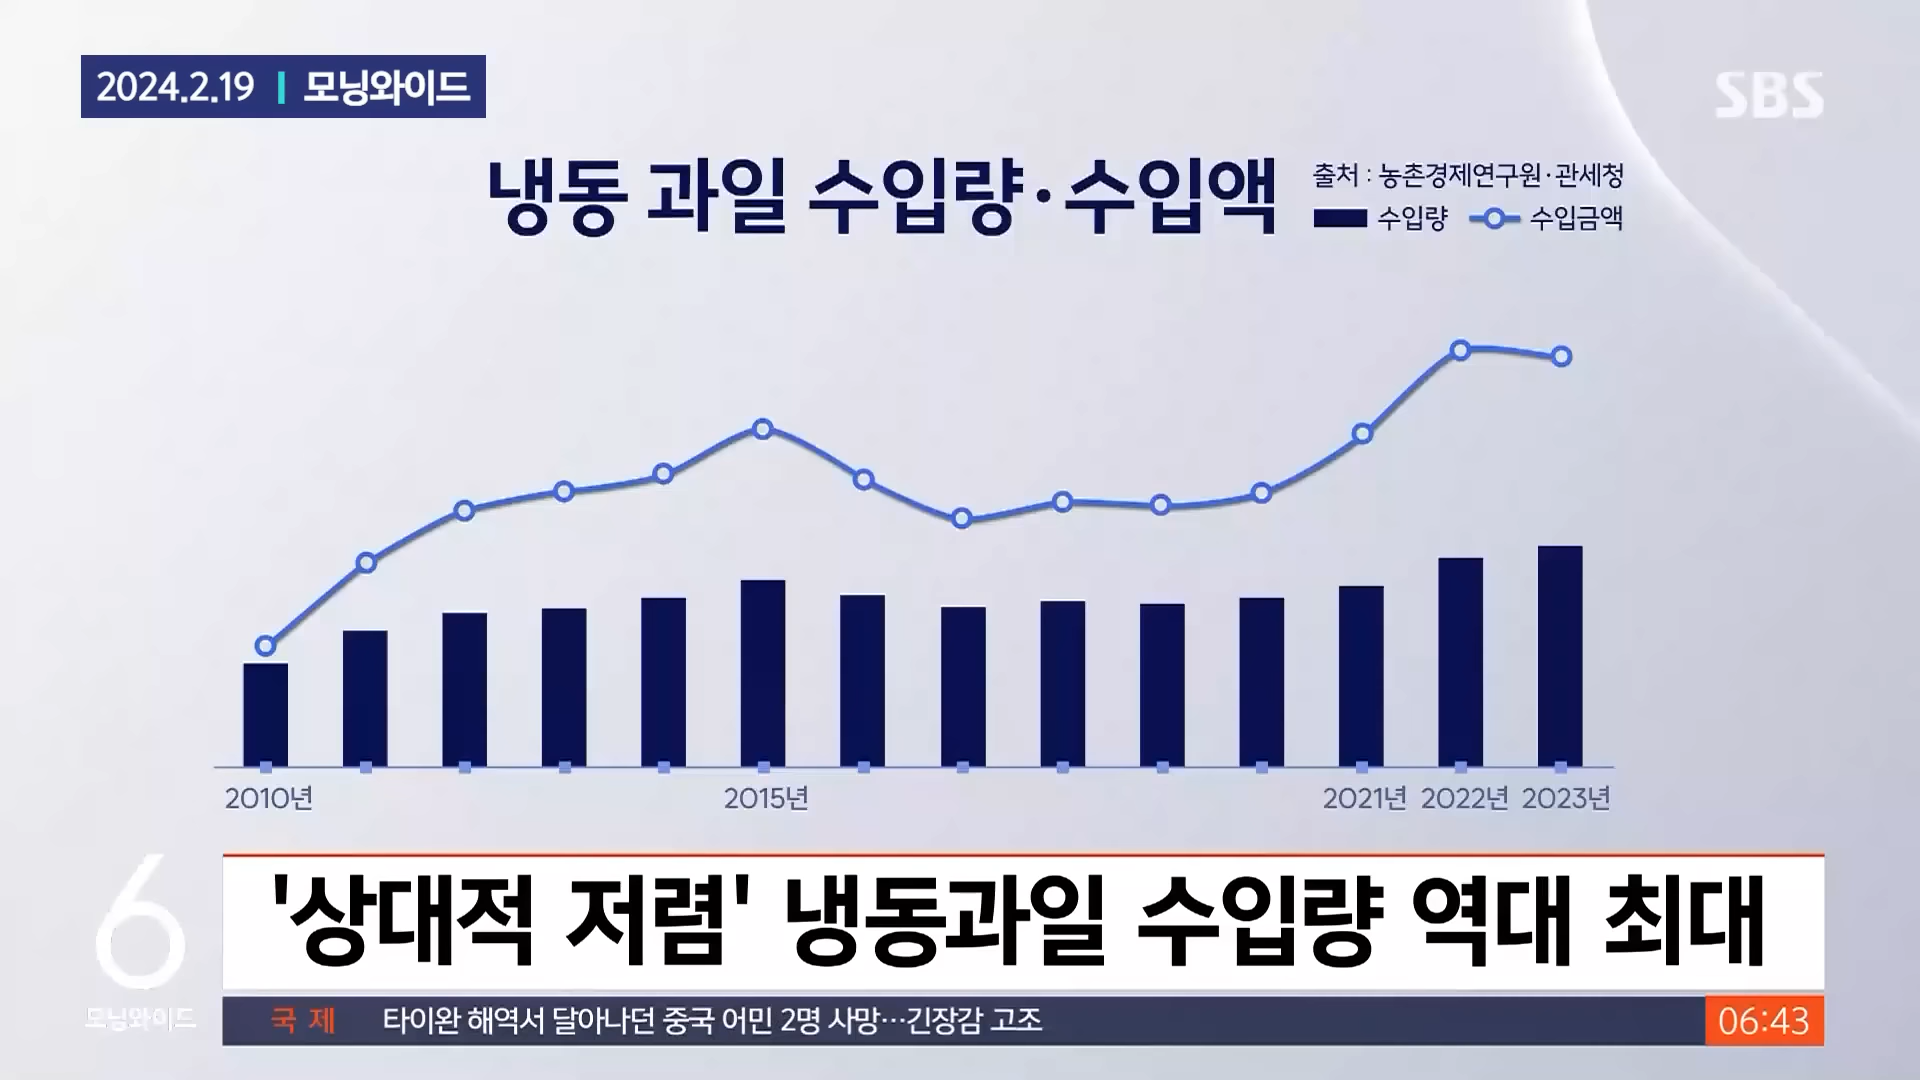 2024.2.19 | 모닝와이드
SBS
냉동 과일 수입량·수입액
출처 : 농촌경제연구원·관세청
수입량 수입금액
2010년 2015년 2021년 2022년 2023년
'상대적 저렴' 냉동과일 수입량 역대 최대
6
모닝와이드
국제 타이완 해역서 달아나던 중국 어민 2명 사망…긴장감 고조 06:43